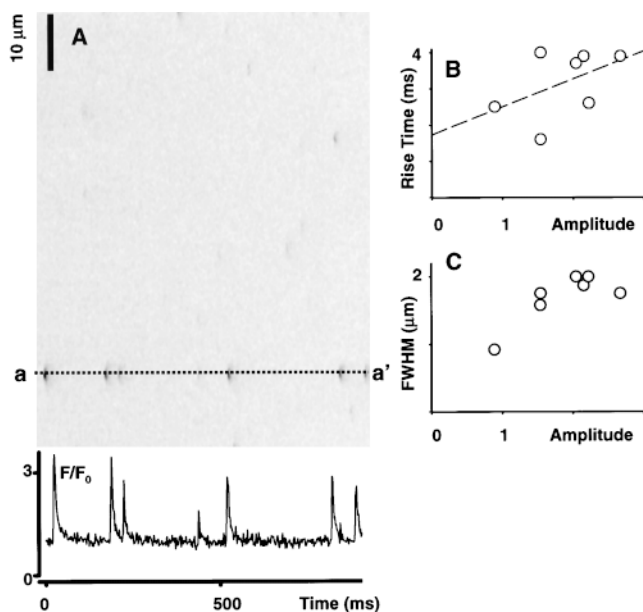 10 μm
A
a
a'
3
F/F0
0
0
500
Time (ms)
B
4
Rise Time (ms)
0
1
Amplitude
C
2
FWHM (μm)
0
1
Amplitude